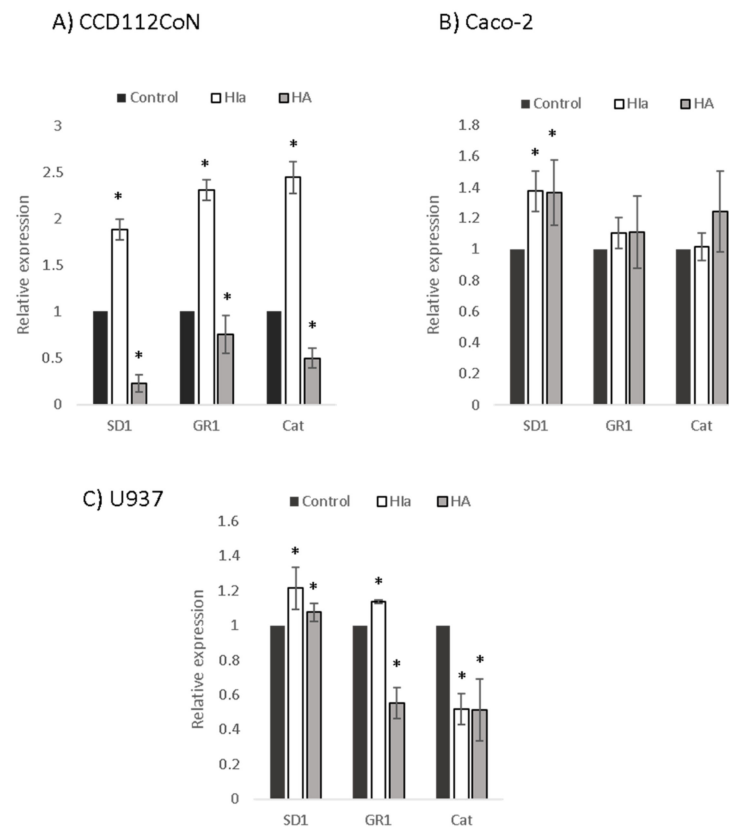 A) CCD112CoN
Control HIa HA
3
2.5
2
1.5
1
0.5
0
Relative expression
* * * * * *
SD1 GR1 Cat
B) Caco-2
Control HIa HA
1.8
1.6
1.4
1.2
1
0.8
0.6
0.4
0.2
0
Relative expression
* *
SD1 GR1 Cat
C) U937
Control HIa HA
1.6
1.4
1.2
1
0.8
0.6
0.4
0.2
0
Relative expression
* * * * * *
SD1 GR1 Cat